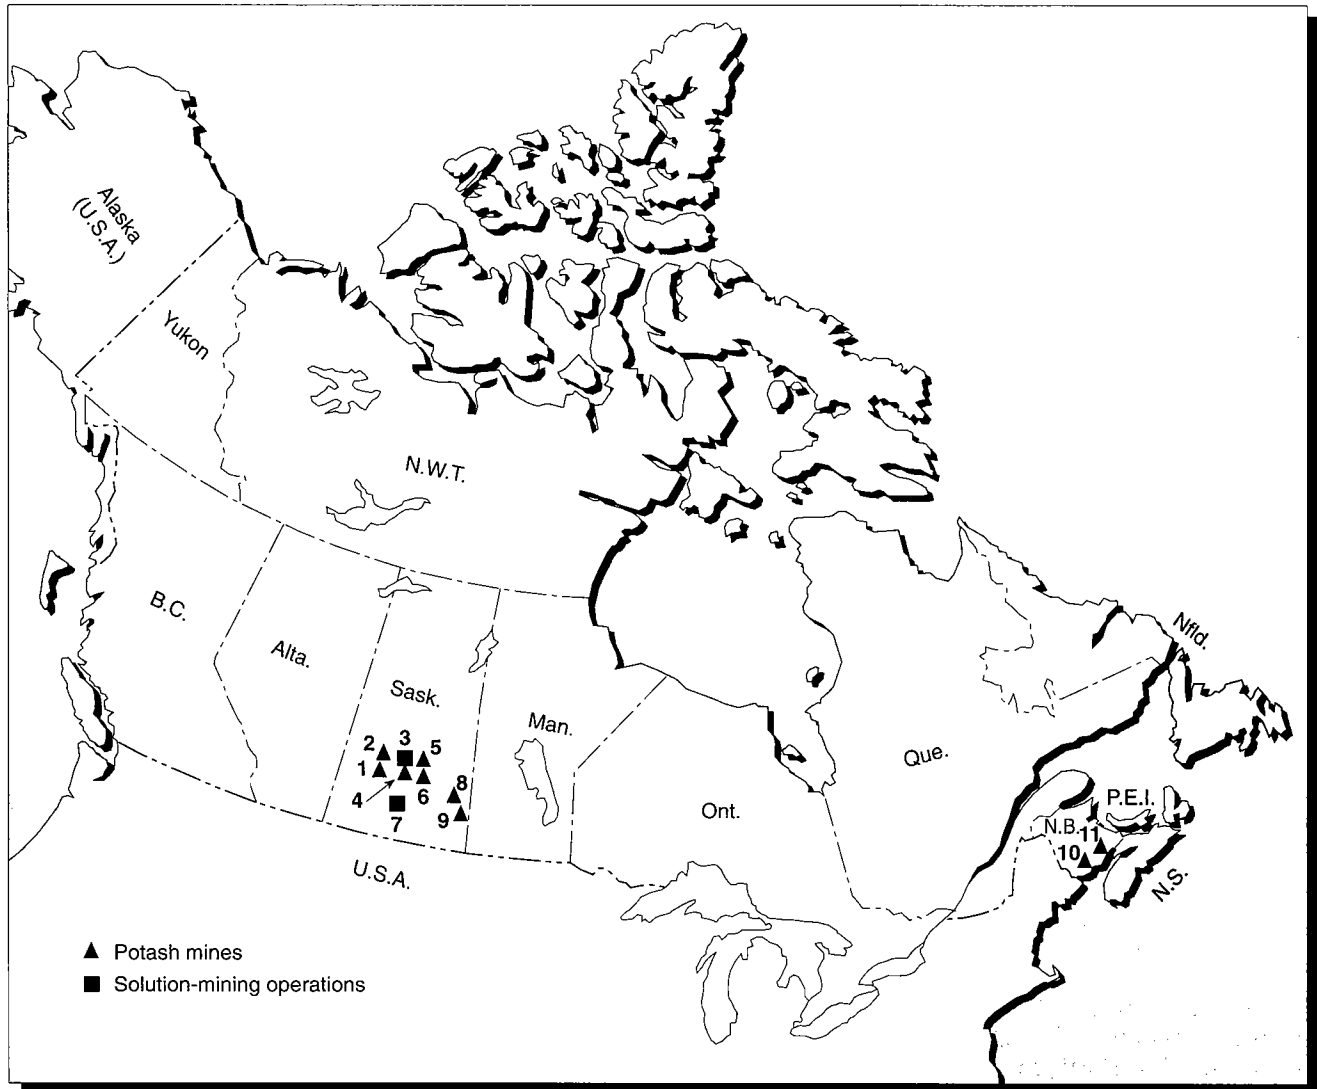 Alaska
(U.S.A.)
Yukon
N.W.T.
B.C.
Alta.
Sask.
Man.
Ont.
Que.
Nfld.
P.E.I.
N.B.
N.S.
2
3
5
1
4
6
7
8
9
11
10
U.S.A.
▲ Potash mines
■ Solution-mining operations